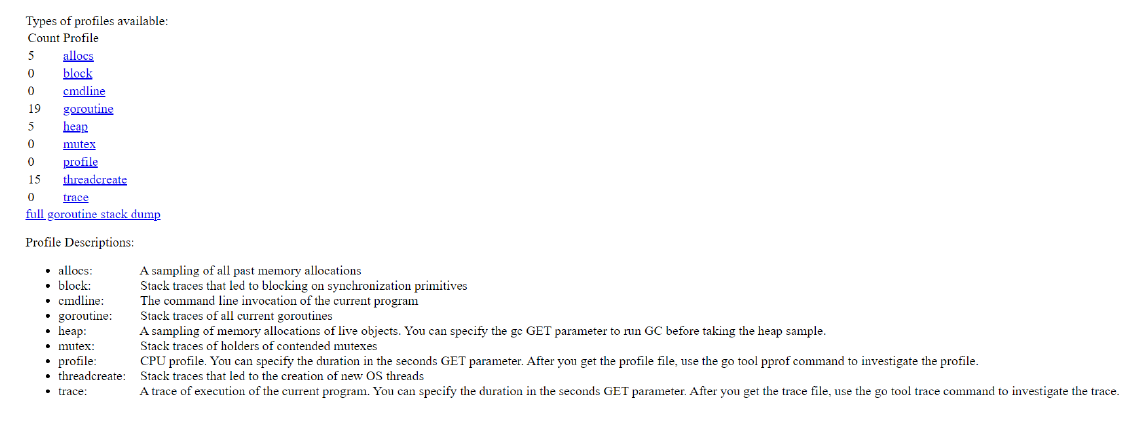 Types of profiles available:
Count Profile
5 allocs
0 block
0 cmdline
19 goroutine
5 heap
0 mutex
0 profile
15 threadcreate
0 trace
full goroutine stack dump
Profile Descriptions:
• allocs: A sampling of all past memory allocations
• block: Stack traces that led to blocking on synchronization primitives
• cmdline: The command line invocation of the current program
• goroutine: Stack traces of all current goroutines
• heap: A sampling of memory allocations of live objects. You can specify the gc GET parameter to run GC before taking the heap sample.
• mutex: Stack traces of holders of contended mutexes
• profile: CPU profile. You can specify the duration in the seconds GET parameter. After you get the profile file, use the go tool pprof command to investigate the profile.
• threadcreate: Stack traces that led to the creation of new OS threads
• trace: A trace of execution of the current program. You can specify the duration in the seconds GET parameter. After you get the trace file, use the go tool trace command to investigate the trace.